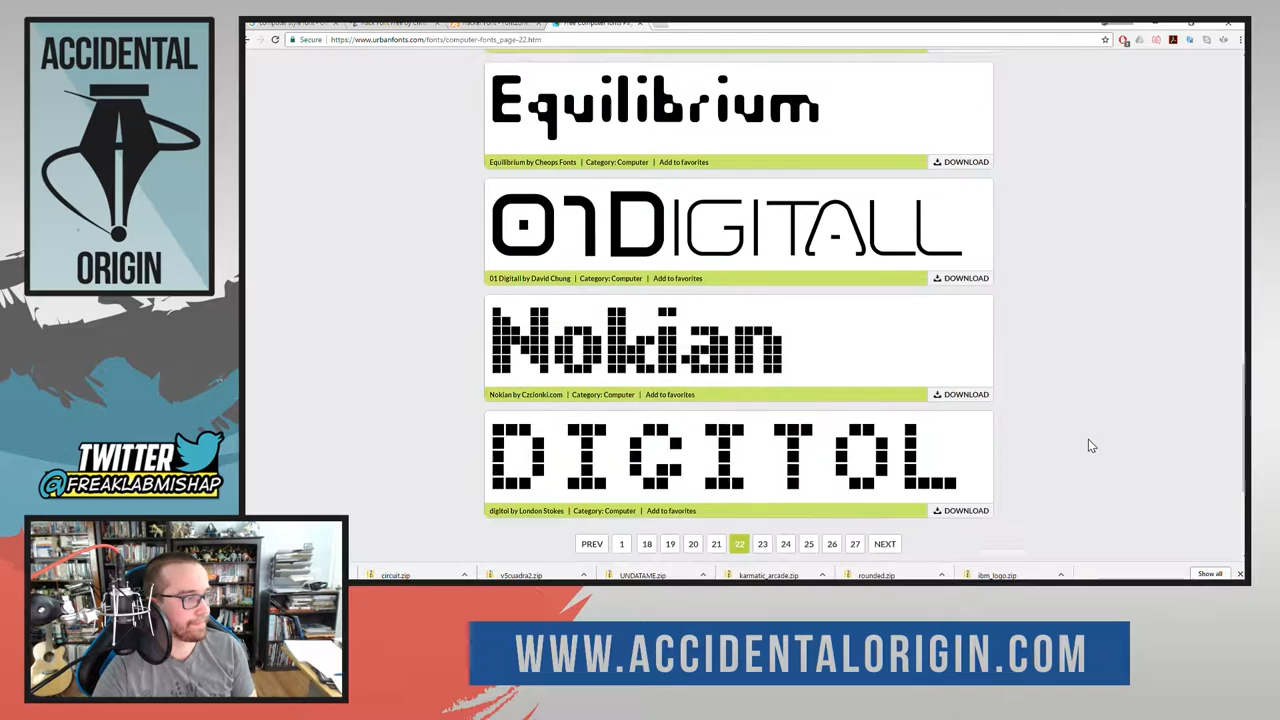 ACCIDENTAL
ORIGIN
Secure | https://www.urbanfonts.com/fonts/computer-fonts_page-22.htm
Equilibrium
Equilibrium by Cheops Fonts | Category: Computer | Add to favorites
DOWNLOAD
01DIGITALL
01 Digitall by David Chung | Category: Computer | Add to favorites
DOWNLOAD
Nokian
Nokian by Czcionki.com | Category: Computer | Add to favorites
DOWNLOAD
DIGITOL
digitol by London Stokes | Category: Computer | Add to favorites
DOWNLOAD
PREV 1 18 19 20 21 22 23 24 25 26 27 NEXT
circuit.zip v5cuadra2.zip UNDATAME.zip karmatic_arcade.zip rounded.zip ibm_logo.zip Show all
TWITTER
@FREAKLABMISHAP
WWW.ACCIDENTALORIGIN.COM